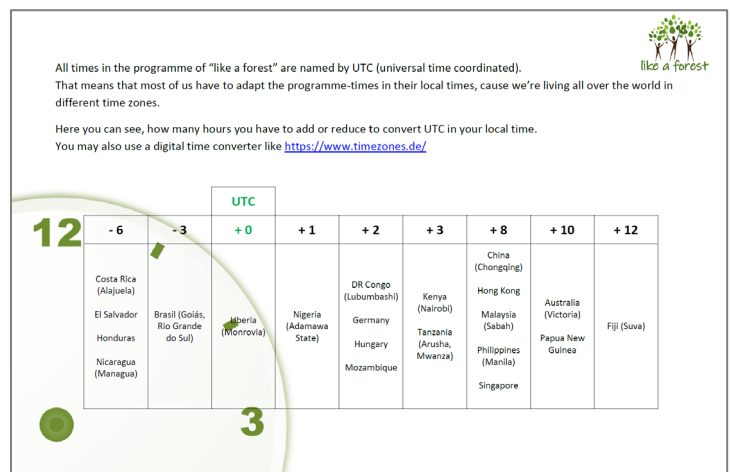 like a forest
All times in the programme of “like a forest” are named by UTC (universal time coordinated).
That means that most of us have to adapt the programme-times in their local times, cause we’re living all over the world in
different time zones.
Here you can see, how many hours you have to add or reduce to convert UTC in your local time.
You may also use a digital time converter like https://www.timezones.de/
UTC
12
- 6
- 3
+ 0
+ 1
+ 2
+ 3
+ 8
+ 10
+ 12
Costa Rica
(Alajuela)
El Salvador
Honduras
Nicaragua
(Managua)
Brasil (Goiás,
Rio Grande
do Sul)
Liberia
(Monrovia)
Nigeria
(Adamawa
State)
DR Congo
(Lubumbashi)
Germany
Hungary
Mozambique
Kenya
(Nairobi)
Tanzania
(Arusha,
Mwanza)
China
(Chongqing)
Hong Kong
Malaysia
(Sabah)
Philippines
(Manila)
Singapore
Australia
(Victoria)
Papua New
Guinea
Fiji (Suva)
3